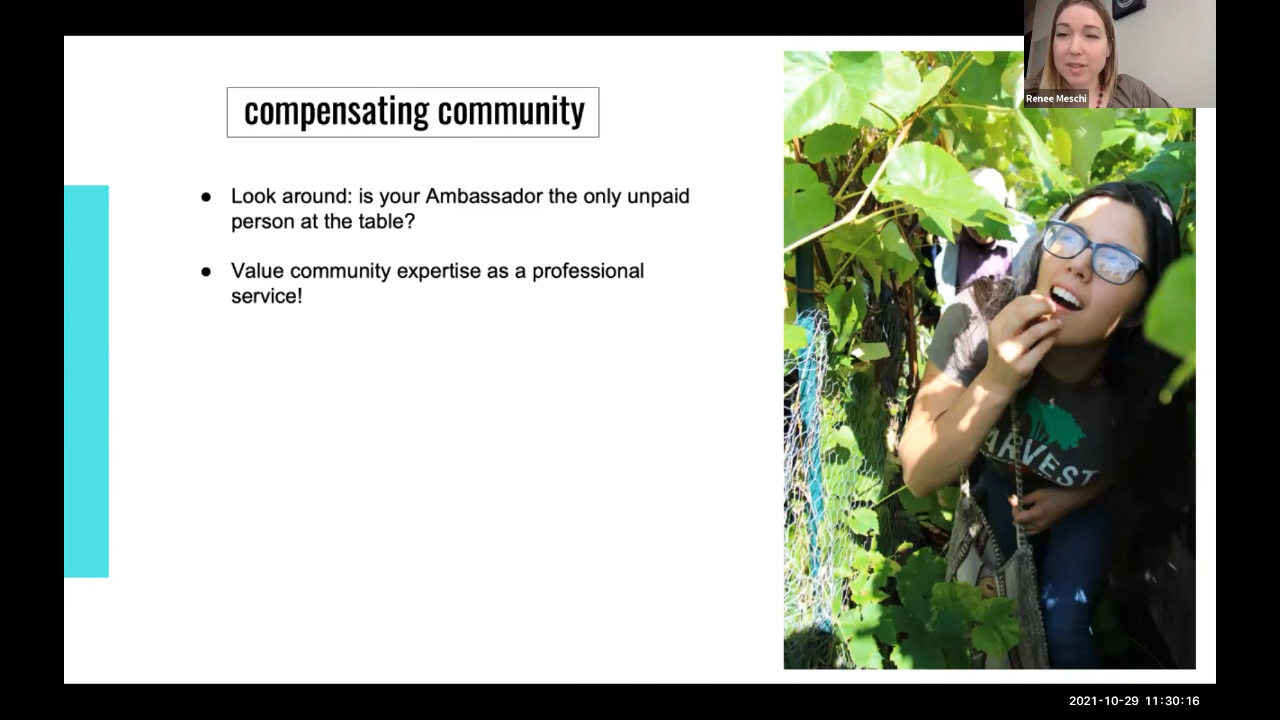 Renee Meschi
compensating community
● Look around: is your Ambassador the only unpaid
person at the table?
● Value community expertise as a professional
service!
ARVEST
2021-10-29 11:30:16